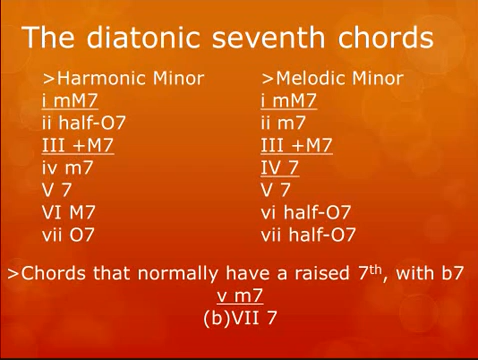 The diatonic seventh chords
>Harmonic Minor
i mM7
ii half-O7
III +M7
iv m7
V 7
VI M7
vii O7
>Melodic Minor
i mM7
ii m7
III +M7
IV 7
V 7
vi half-O7
vii half-O7
>Chords that normally have a raised 7th, with b7
v m7
(b)VII 7